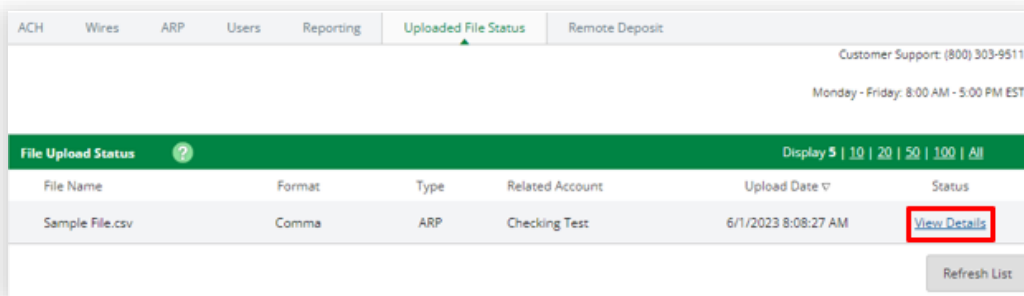 ACH Wires ARP Users Reporting Uploaded File Status Remote Deposit
Customer Support: (800) 303-9511
Monday - Friday: 8:00 AM - 5:00 PM EST
File Upload Status ? Display 5 | 10 | 20 | 50 | 100 | All
File Name Format Type Related Account Upload Date ▽ Status
Sample File.csv Comma ARP Checking Test 6/1/2023 8:08:27 AM View Details
Refresh List